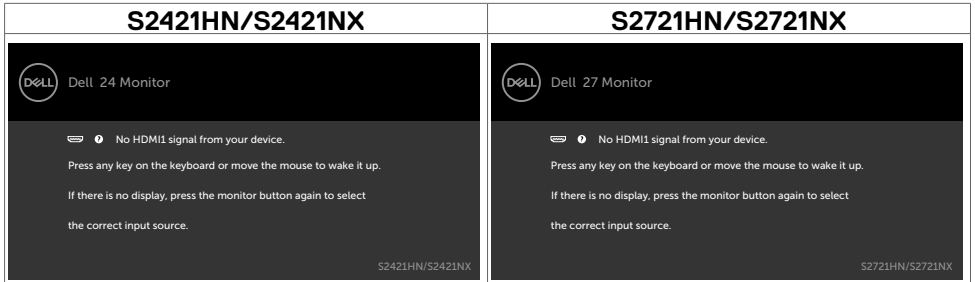 S2421HN/S2421NX
S2721HN/S2721NX
DELL
Dell 24 Monitor
No HDMI1 signal from your device.
Press any key on the keyboard or move the mouse to wake it up.
If there is no display, press the monitor button again to select
the correct input source.
S2421HN/S2421NX
DELL
Dell 27 Monitor
No HDMI1 signal from your device.
Press any key on the keyboard or move the mouse to wake it up.
If there is no display, press the monitor button again to select
the correct input source.
S2721HN/S2721NX